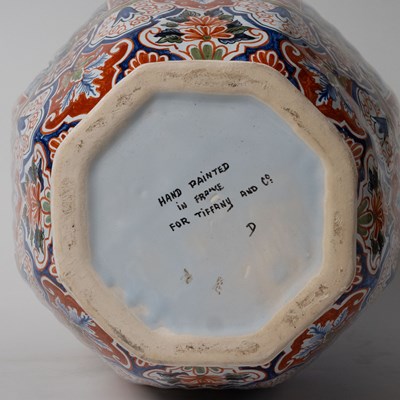 HAND PAINTED
IN FRANCE
FOR TIFFANY AND Co
D